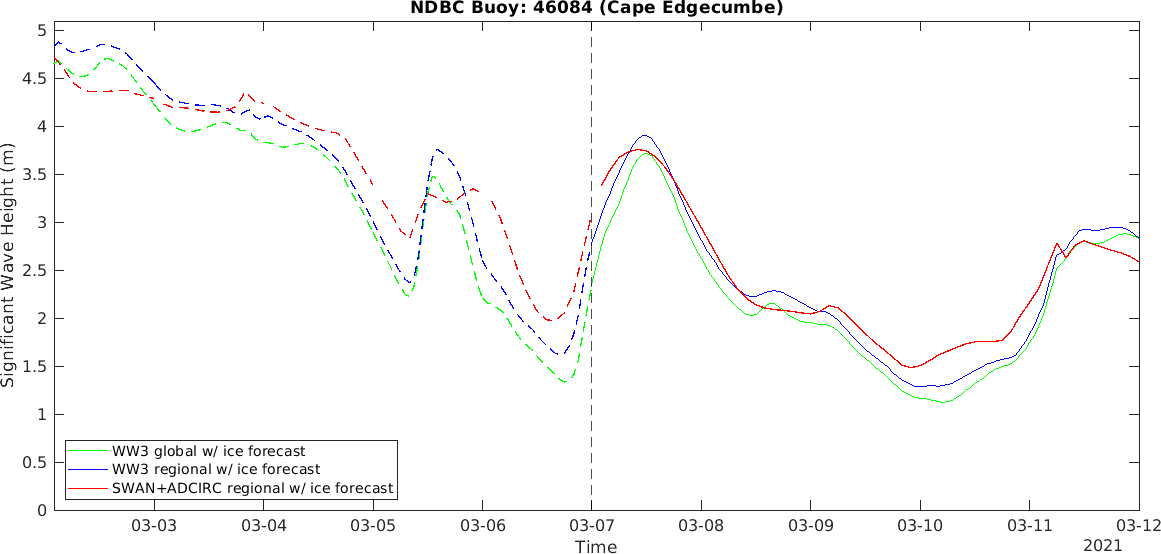 NDBC Buoy: 46084 (Cape Edgecumbe)
Significant Wave Height (m)
5
4.5
4
3.5
3
2.5
2
1.5
1
0.5
0
WW3 global w/ ice forecast
WW3 regional w/ ice forecast
SWAN+ADCIRC regional w/ ice forecast
03-03 03-04 03-05 03-06 03-07 03-08 03-09 03-10 03-11 03-12
Time
2021